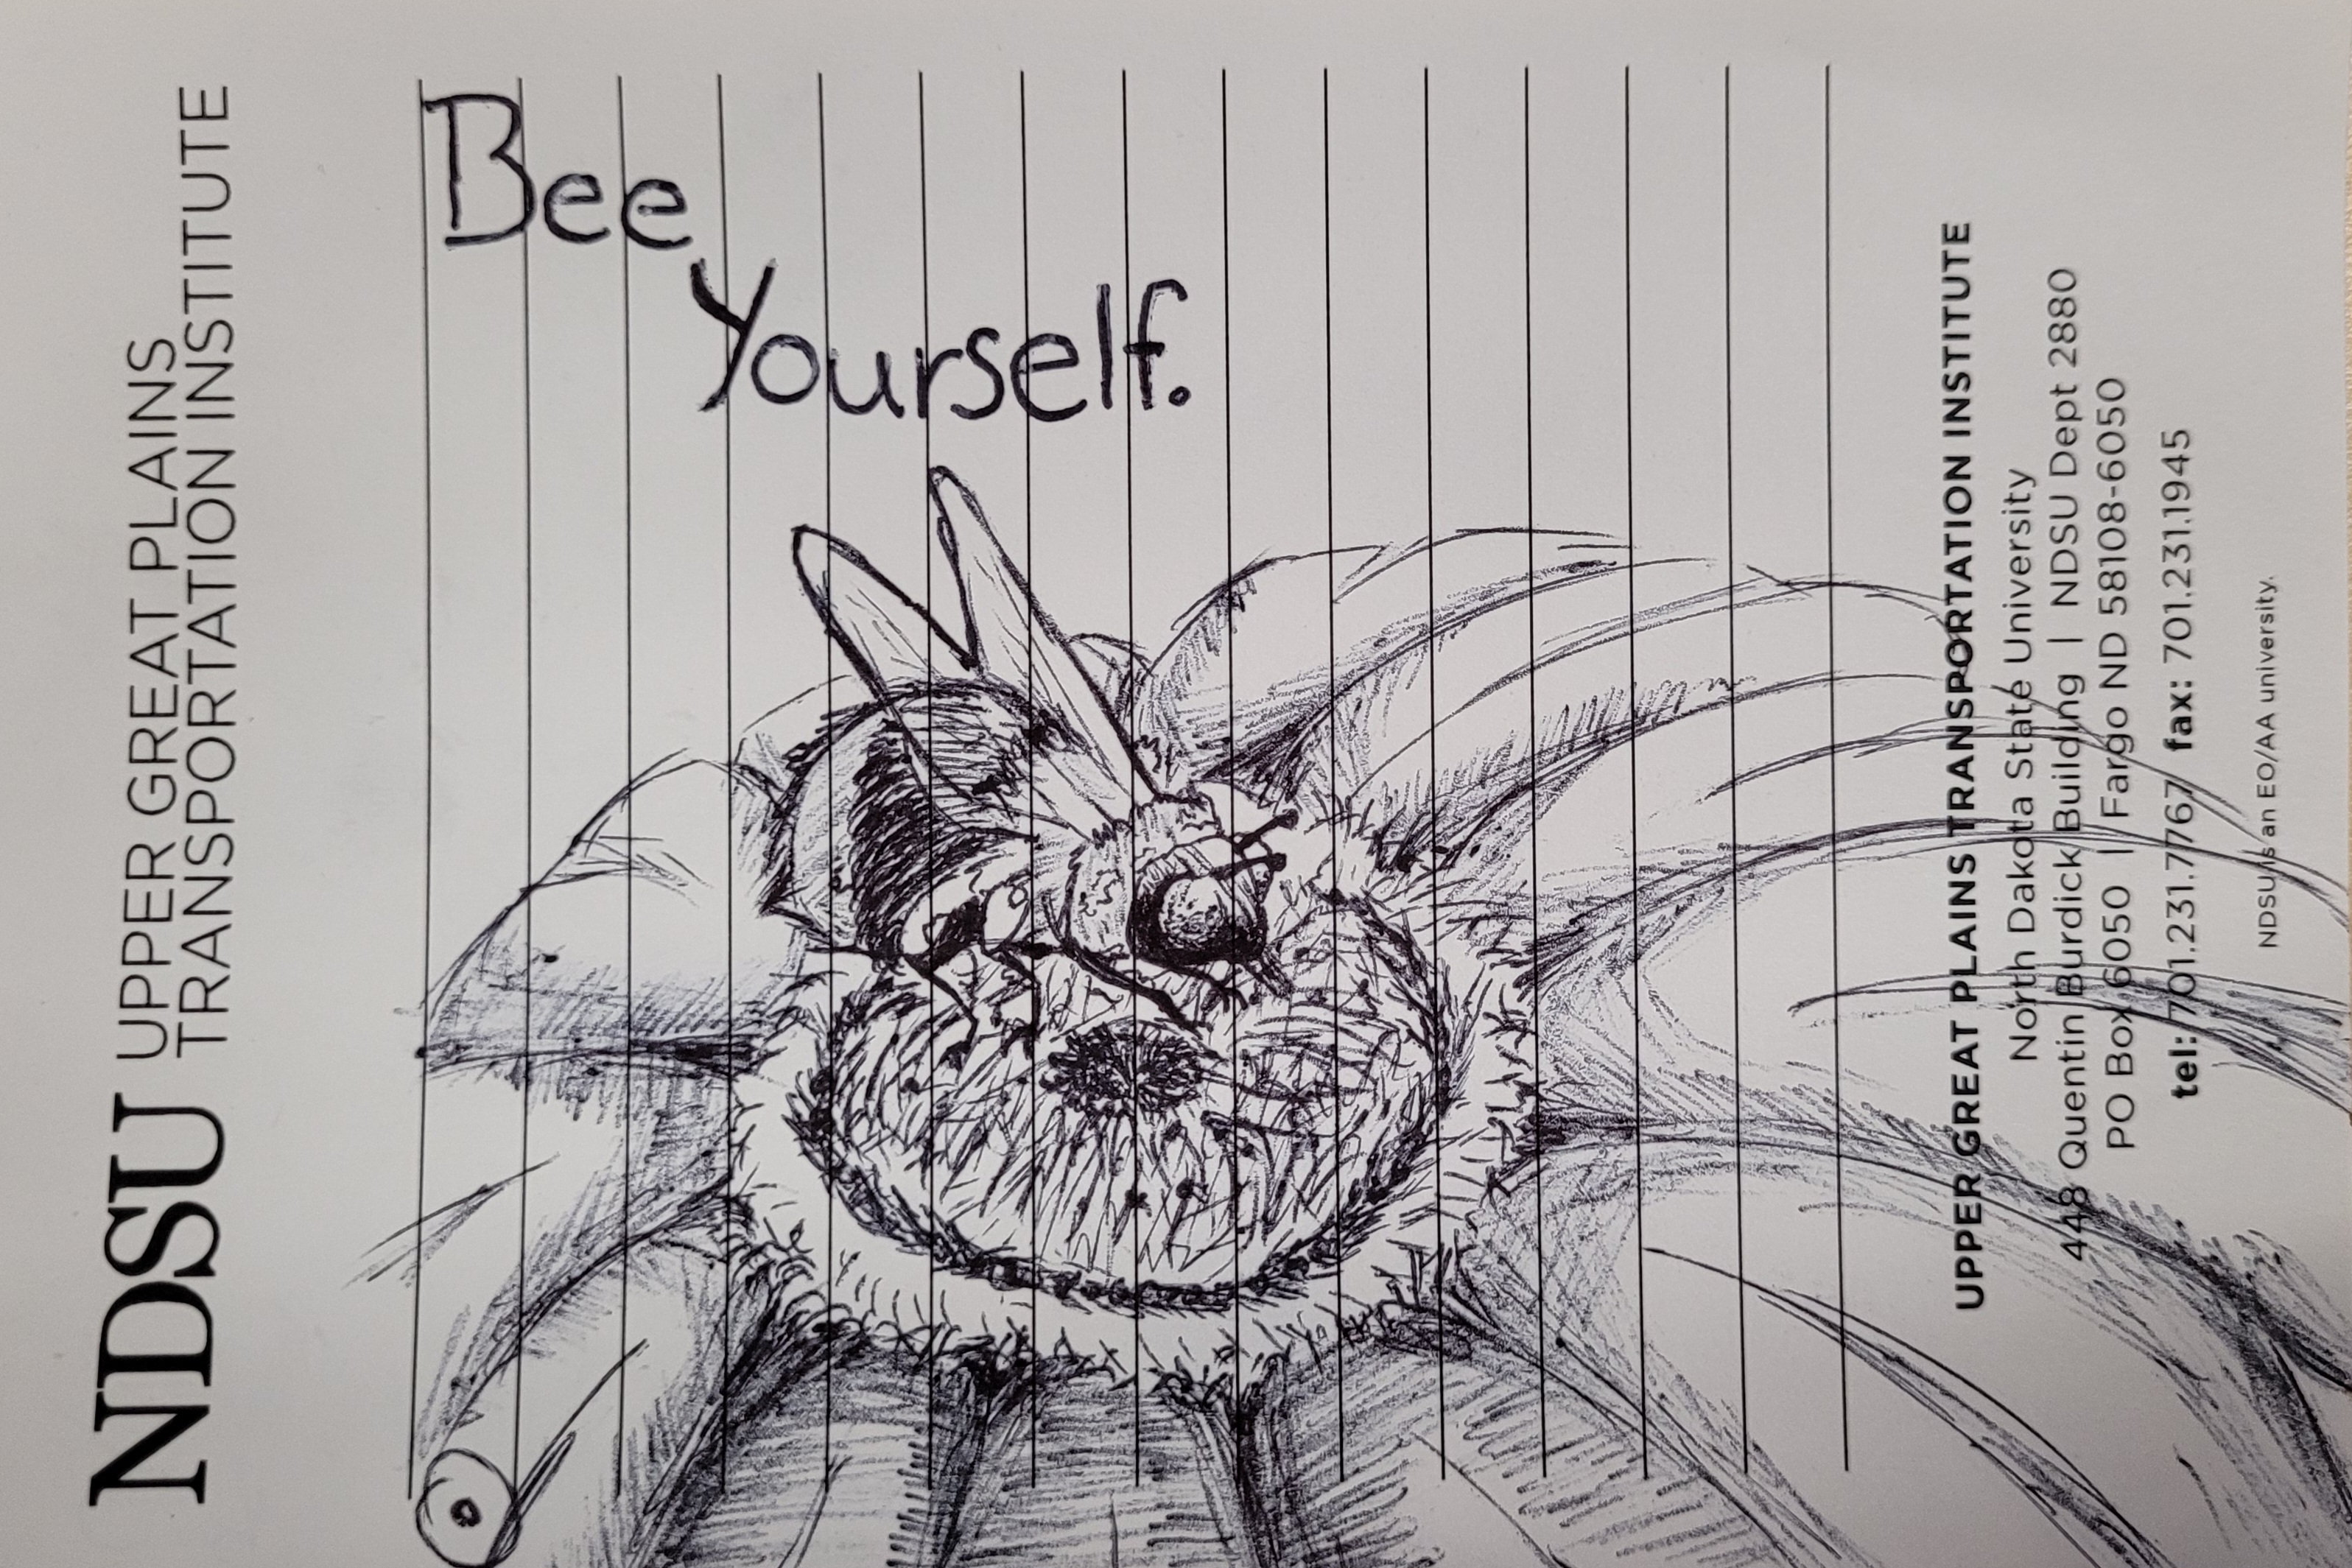 Bee
Yourself.
NDSU UPPER GREAT PLAINS
TRANSPORTATION INSTITUTE
UPPER GREAT PLAINS TRANSPORTATION INSTITUTE
North Dakota State University
448 Quentin Burdick Building | NDSU Dept 2880
PO Box 6050 | Fargo ND 58108-6050
tel: 701.231.7767 fax: 701.231.1945
NDSU is an EO/AA university.